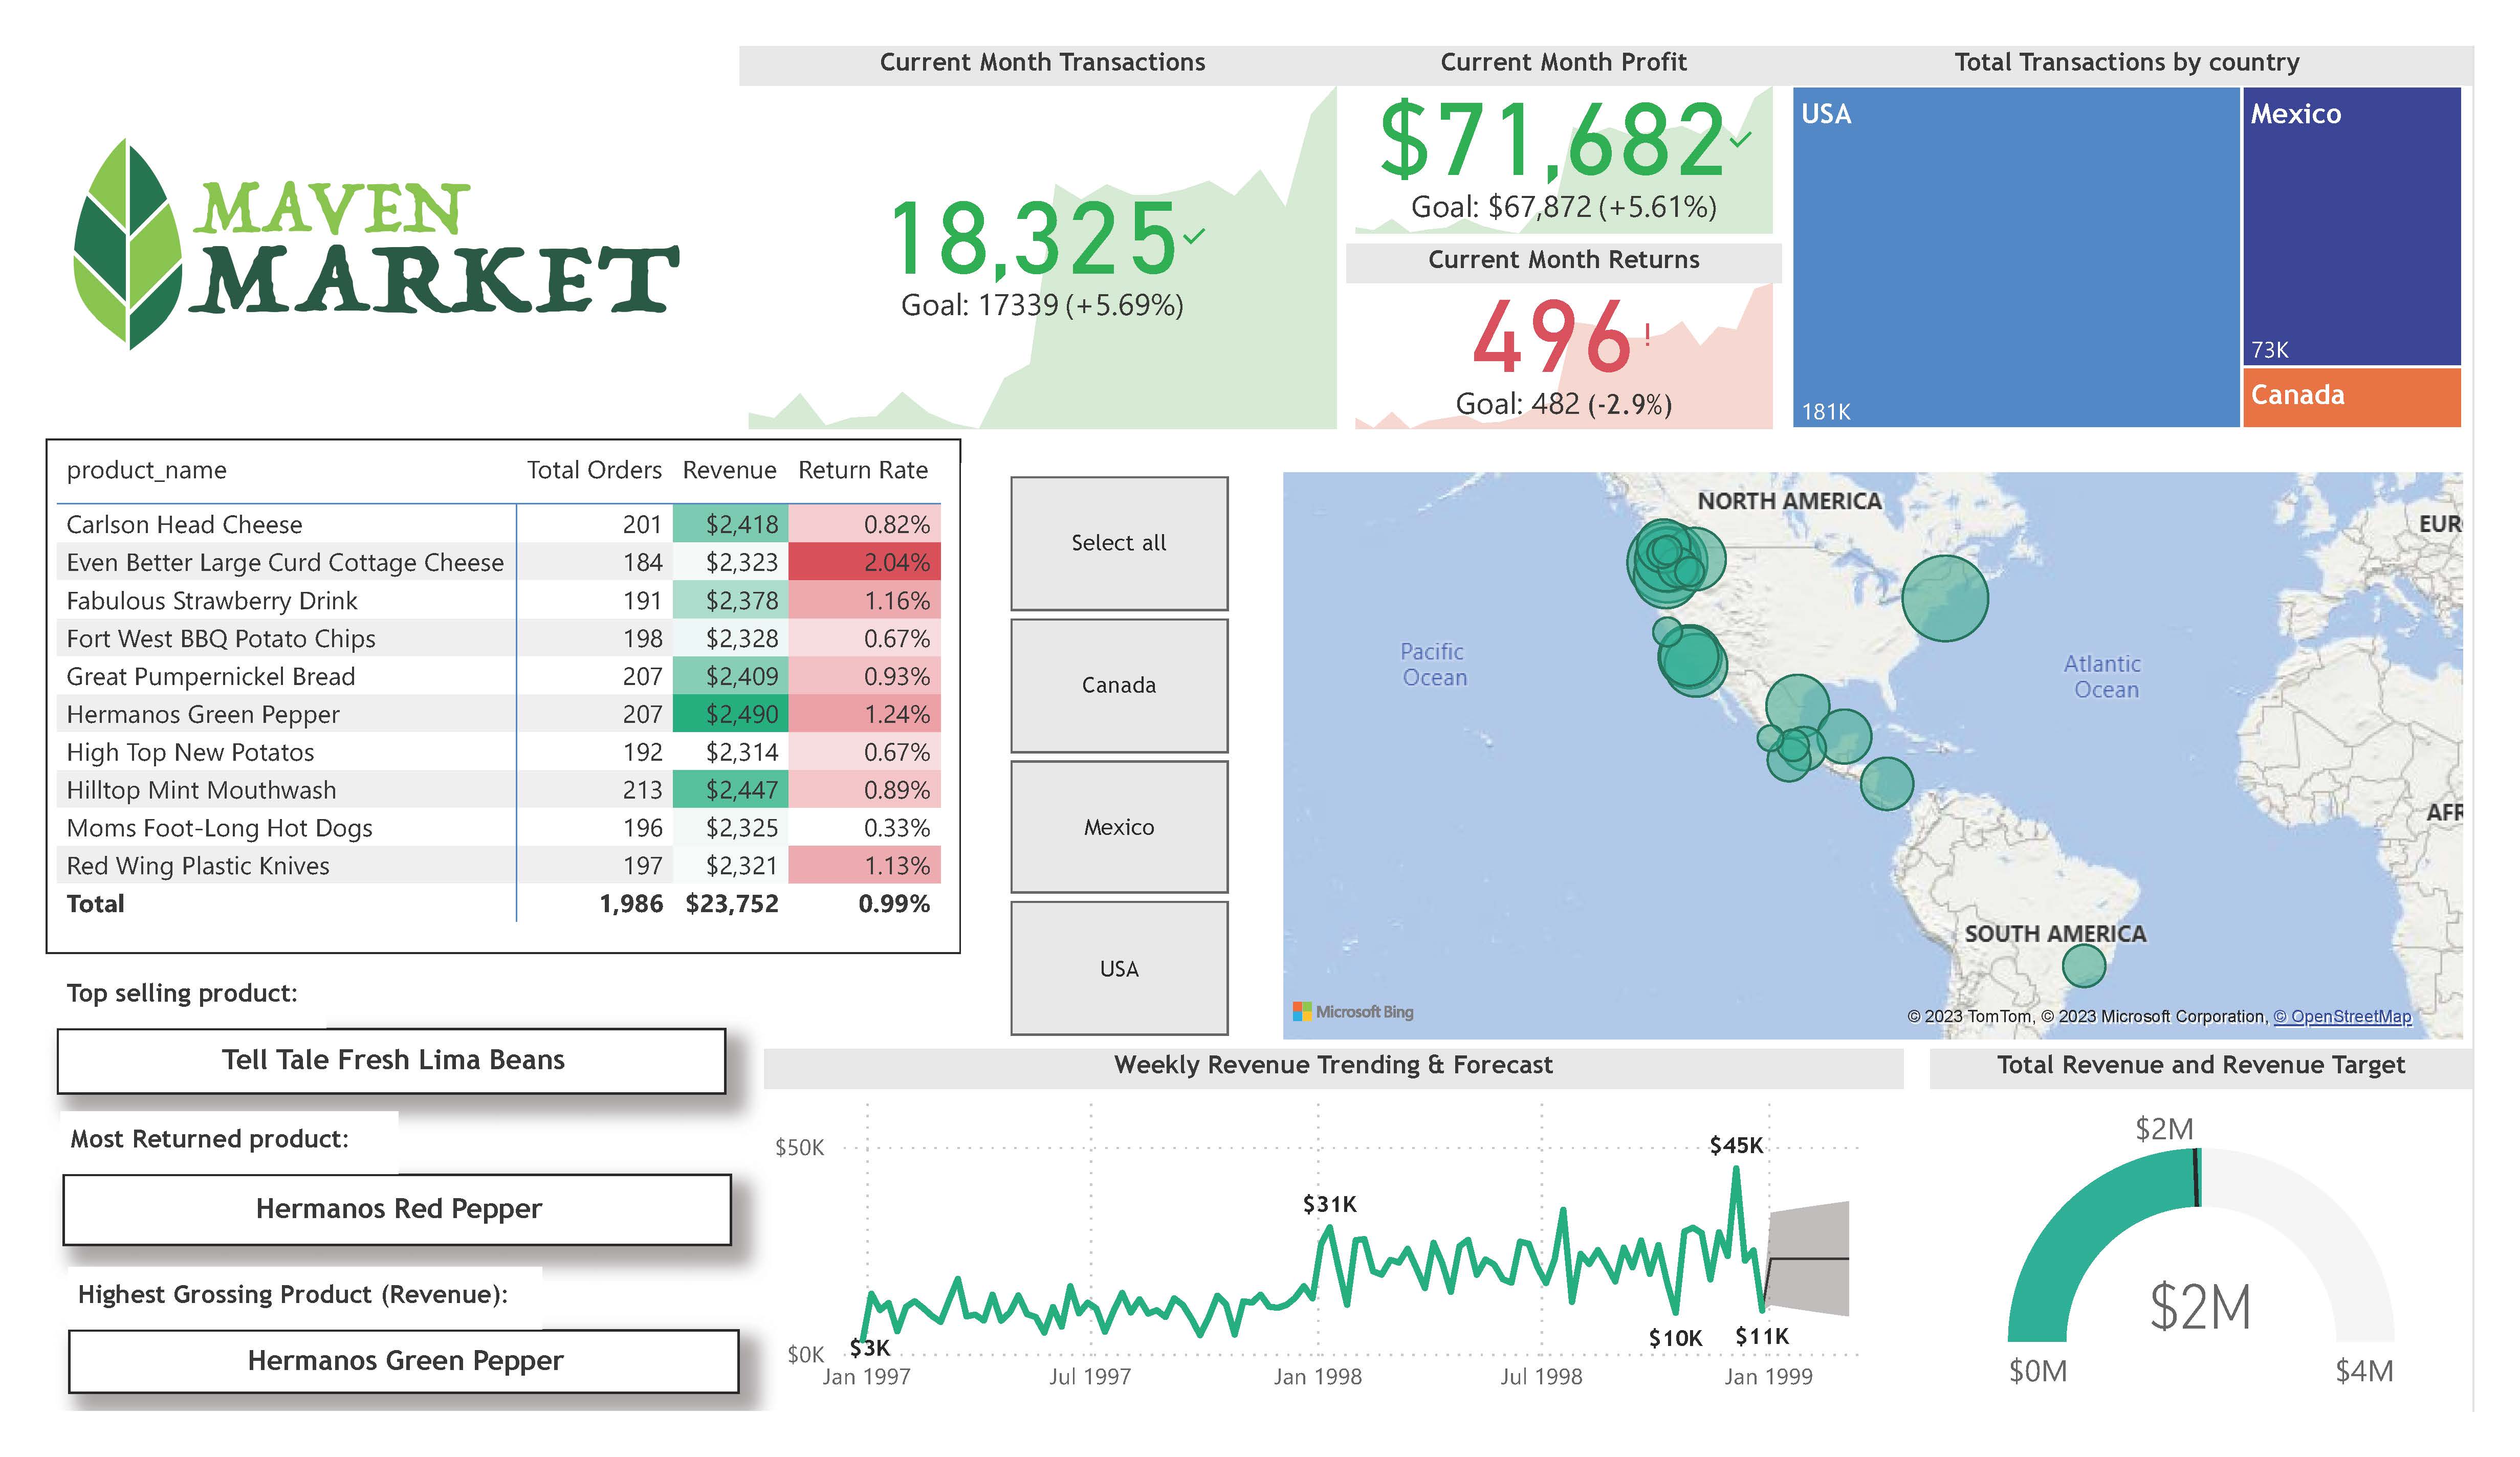 MAVEN
MARKET
Current Month Transactions
18,325
Goal: 17339 (+5.69%)
Current Month Profit
$71,682
Goal: $67,872 (+5.61%)
Current Month Returns
496!
Goal: 482 (-2.9%)
Total Transactions by country
USA
181K
Mexico
73K
Canada
product_name Total Orders Revenue Return Rate
Carlson Head Cheese 201 $2,418 0.82%
Even Better Large Curd Cottage Cheese 184 $2,323 2.04%
Fabulous Strawberry Drink 191 $2,378 1.16%
Fort West BBQ Potato Chips 198 $2,328 0.67%
Great Pumpernickel Bread 207 $2,409 0.93%
Hermanos Green Pepper 207 $2,490 1.24%
High Top New Potatos 192 $2,314 0.67%
Hilltop Mint Mouthwash 213 $2,447 0.89%
Moms Foot-Long Hot Dogs 196 $2,325 0.33%
Red Wing Plastic Knives 197 $2,321 1.13%
Total 1,986 $23,752 0.99%
Select all
Canada
Mexico
USA
NORTH AMERICA
EUR
Pacific
Ocean
Atlantic
Ocean
AFR
SOUTH AMERICA
Microsoft Bing
© 2023 TomTom, © 2023 Microsoft Corporation, © OpenStreetMap
Top selling product:
Tell Tale Fresh Lima Beans
Most Returned product:
Hermanos Red Pepper
Highest Grossing Product (Revenue):
Hermanos Green Pepper
Weekly Revenue Trending & Forecast
$50K
$0K
$3K
$31K
$45K
$10K
$11K
Jan 1997
Jul 1997
Jan 1998
Jul 1998
Jan 1999
Total Revenue and Revenue Target
$2M
$2M
$0M
$4M